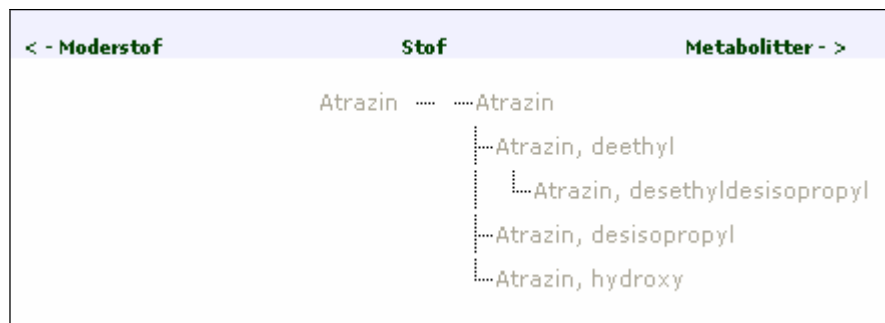 < - Moderstof Stof Metabolitter - >
Atrazin Atrazin
Atrazin, deethyl
Atrazin, desethyldesisopropyl
Atrazin, desisopropyl
Atrazin, hydroxy